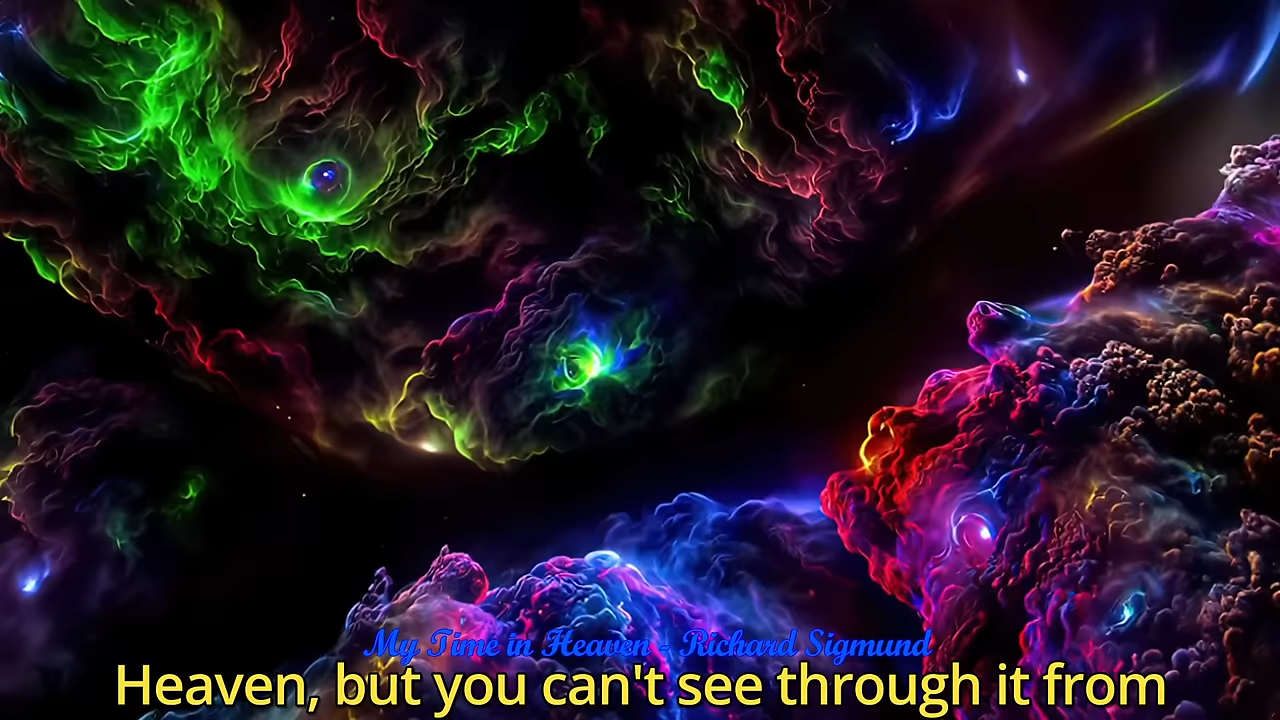 My Time in Heaven - Richard Sigmund
Heaven, but you can't see through it from